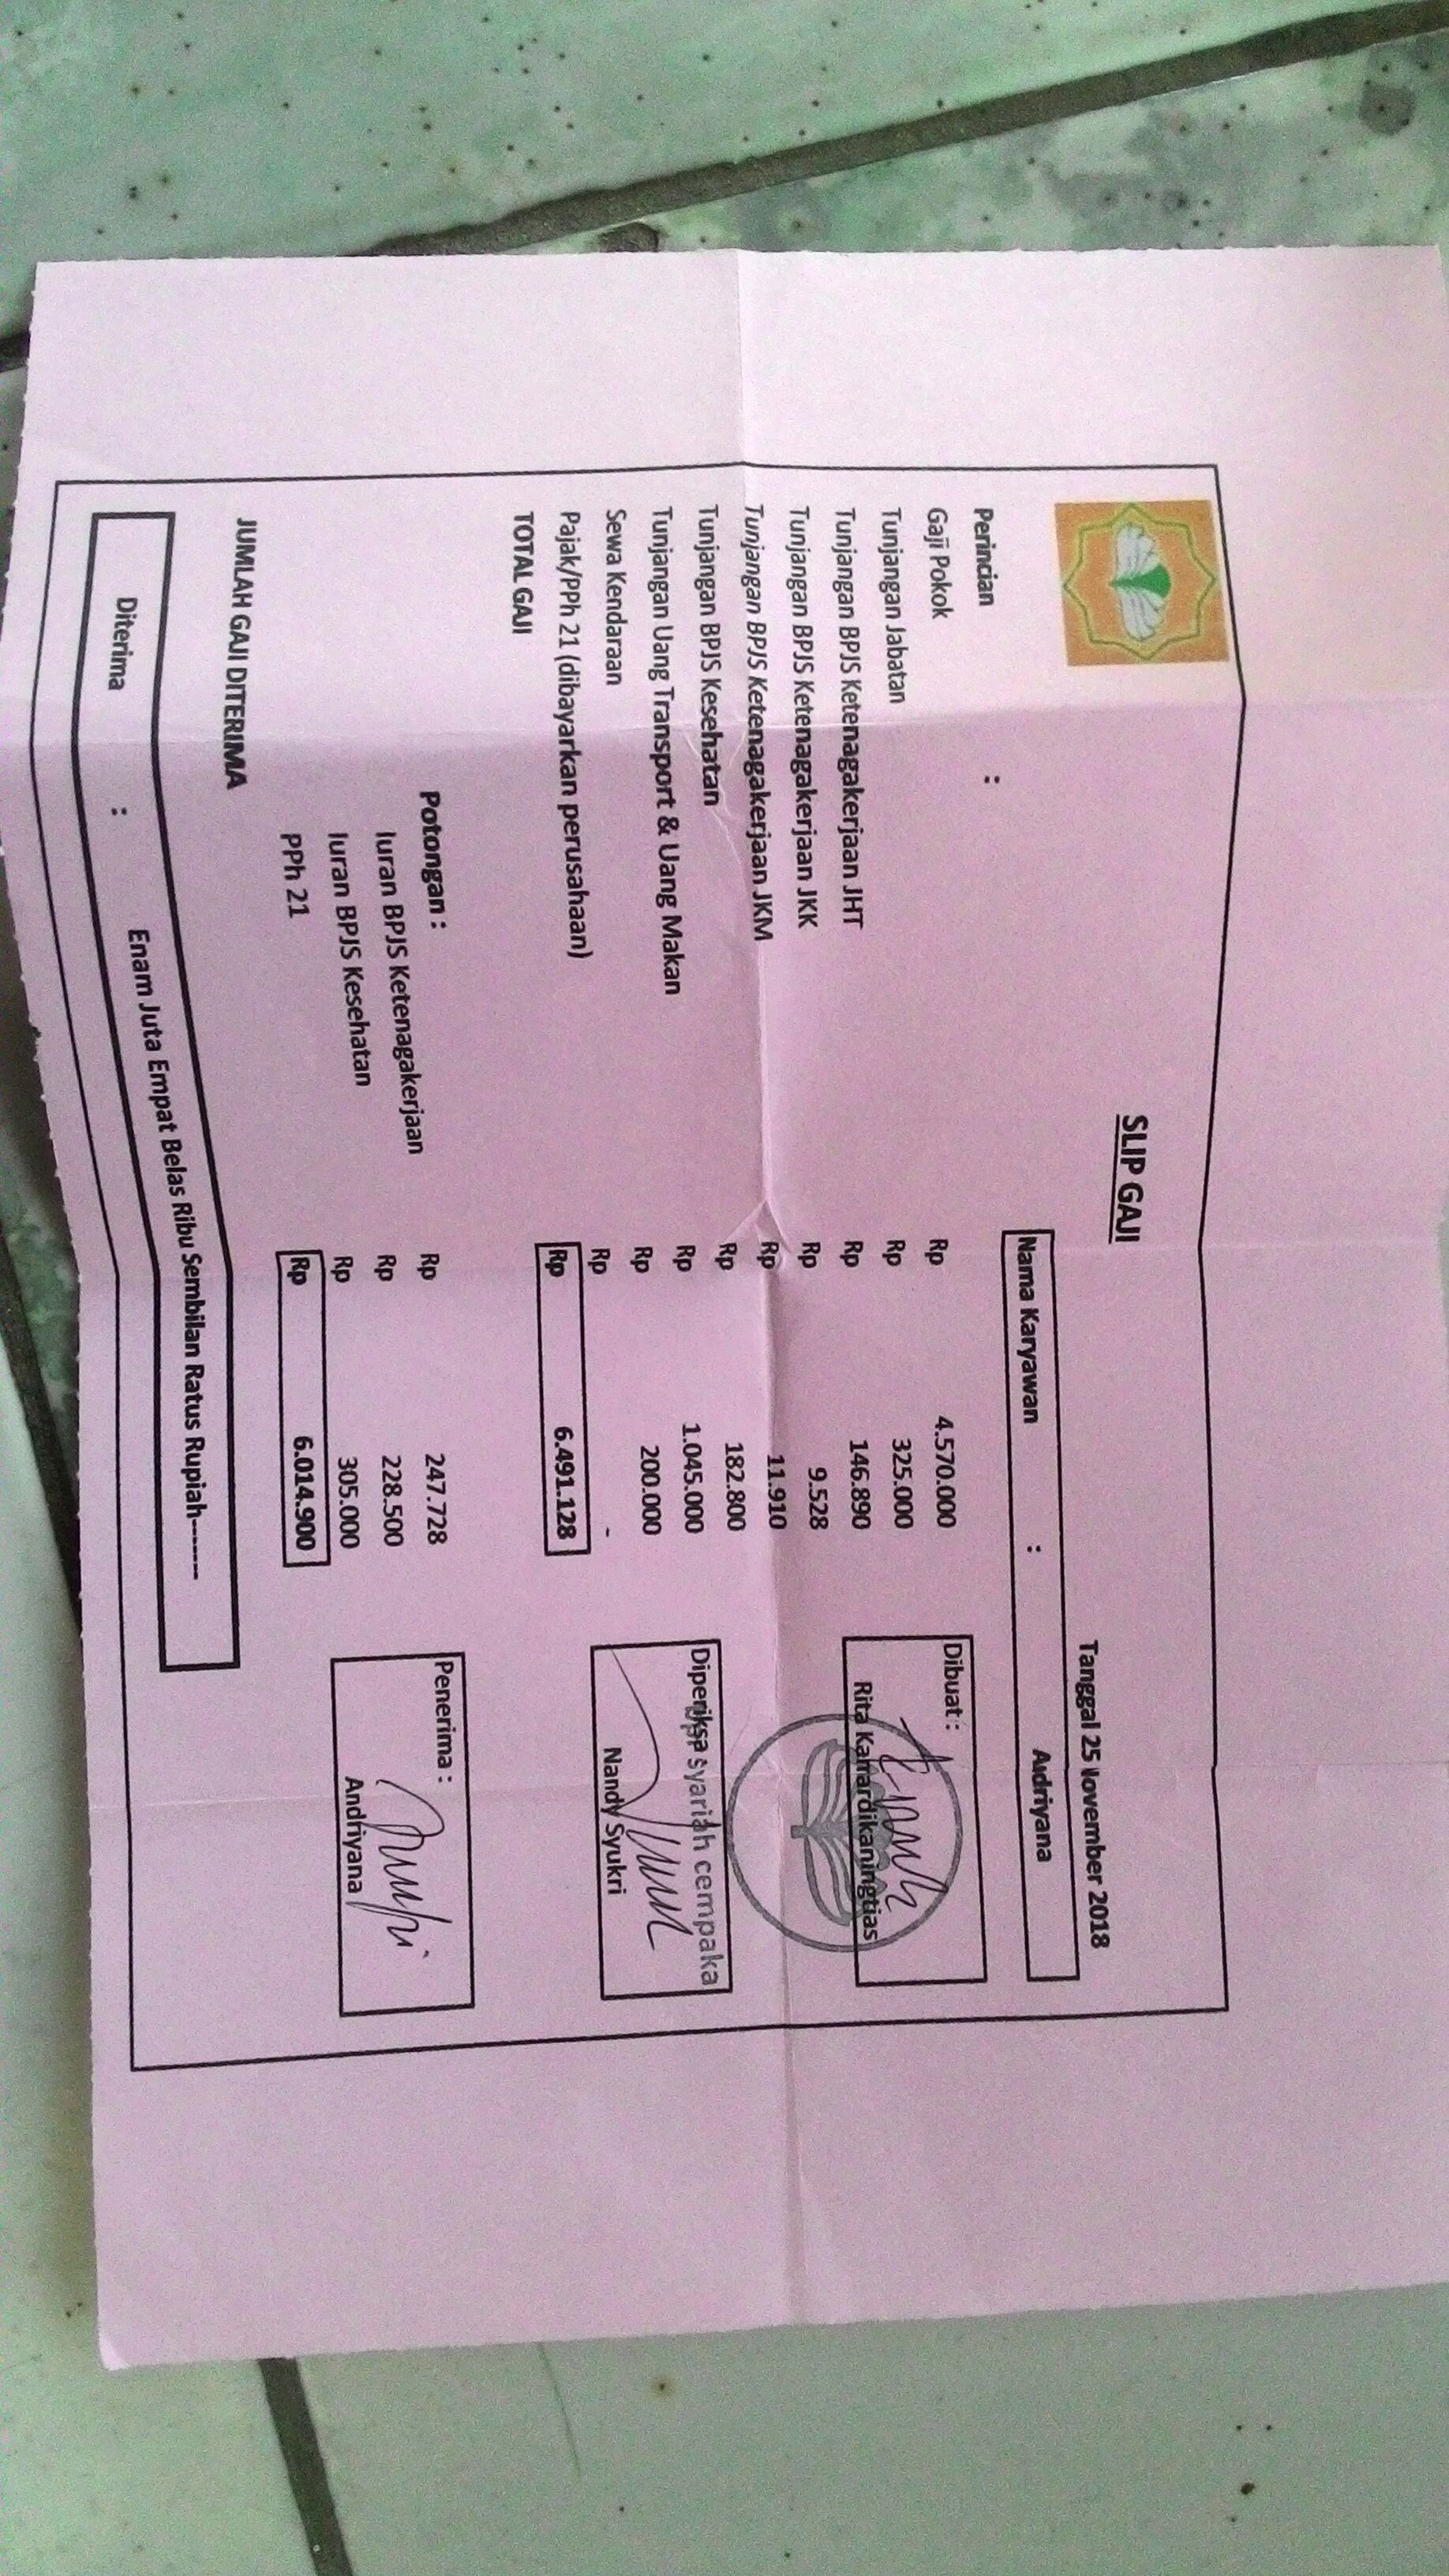 SLIP GAJI
Tanggal 25 November 2018
Nama Karyawan : Andriyana
Perincian :
Gaji Pokok Rp 4.570.000
Tunjangan Jabatan Rp 325.000
Tunjangan BPJS Ketenagakerjaan JHT Rp 146.890
Tunjangan BPJS Ketenagakerjaan JKK Rp 9.528
Tunjangan BPJS Ketenagakerjaan JKM Rp 11.910
Tunjangan BPJS Kesehatan Rp 182.800
Tunjangan Uang Transport & Uang Makan Rp 1.045.000
Sewa Kendaraan Rp 200.000
Pajak/PPh 21 (dibayarkan perusahaan) Rp -
TOTAL GAJI Rp 6.491.128
Potongan :
Iuran BPJS Ketenagakerjaan Rp 247.728
Iuran BPJS Kesehatan Rp 228.500
PPh 21 Rp 305.000
JUMLAH GAJI DITERIMA Rp 6.014.900
Diterima : Enam Juta Empat Belas Ribu Sembilan Ratus Rupiah------
Dibuat :
Rita Kamardikaningtias
Diperiksa
syariah cempaka
Nandy Syukri
Penerima :
Andriyana